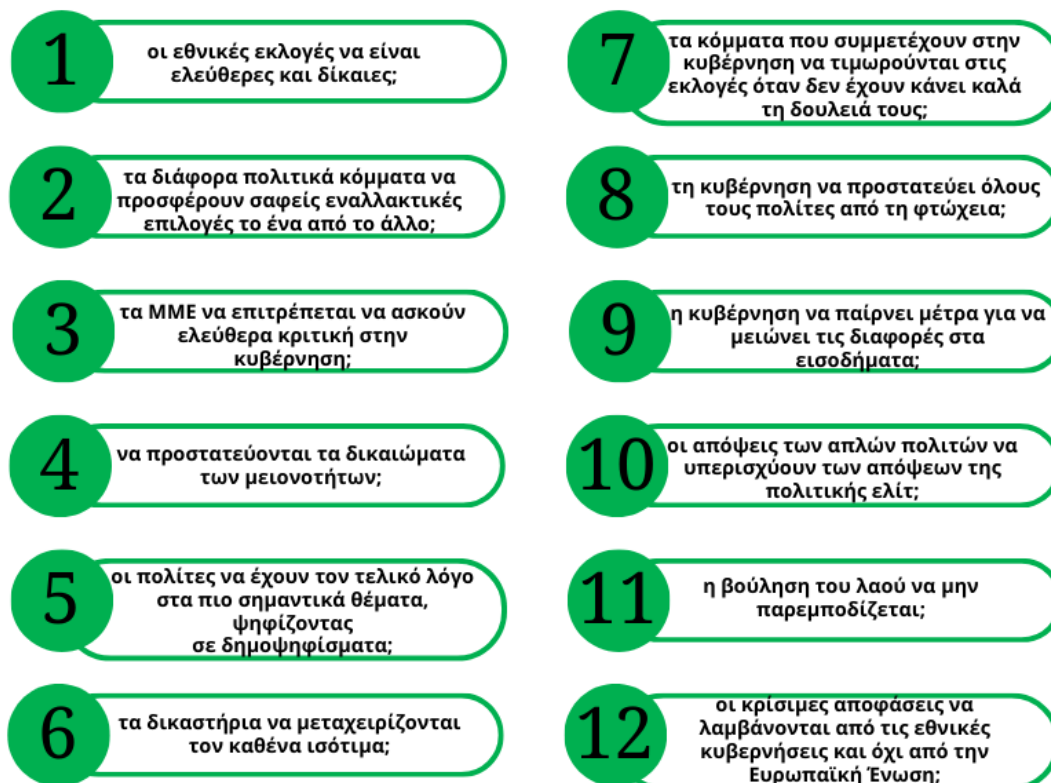 1
οι εθνικές εκλογές να είναι
ελεύθερες και δίκαιες;
2
τα διάφορα πολιτικά κόμματα να
προσφέρουν σαφείς εναλλακτικές
επιλογές το ένα από το άλλο;
3
τα ΜΜΕ να επιτρέπεται να ασκούν
ελεύθερα κριτική στην
κυβέρνηση;
4
να προστατεύονται τα δικαιώματα
των μειονοτήτων;
5
οι πολίτες να έχουν τον τελικό λόγο
στα πιο σημαντικά θέματα,
ψηφίζοντας
σε δημοψηφίσματα;
6
τα δικαστήρια να μεταχειρίζονται
τον καθένα ισότιμα;
7
τα κόμματα που συμμετέχουν στην
κυβέρνηση να τιμωρούνται στις
εκλογές όταν δεν έχουν κάνει καλά
τη δουλειά τους;
8
τη κυβέρνηση να προστατεύει όλους
τους πολίτες από τη φτώχεια;
9
η κυβέρνηση να παίρνει μέτρα για να
μειώνει τις διαφορές στα
εισοδήματα;
10
οι απόψεις των απλών πολιτών να
υπερισχύουν των απόψεων της
πολιτικής ελίτ;
11
η βούληση του λαού να μην
παρεμποδίζεται;
12
οι κρίσιμες αποφάσεις να
λαμβάνονται από τις εθνικές
κυβερνήσεις και όχι από την
Ευρωπαϊκή Ένωση;